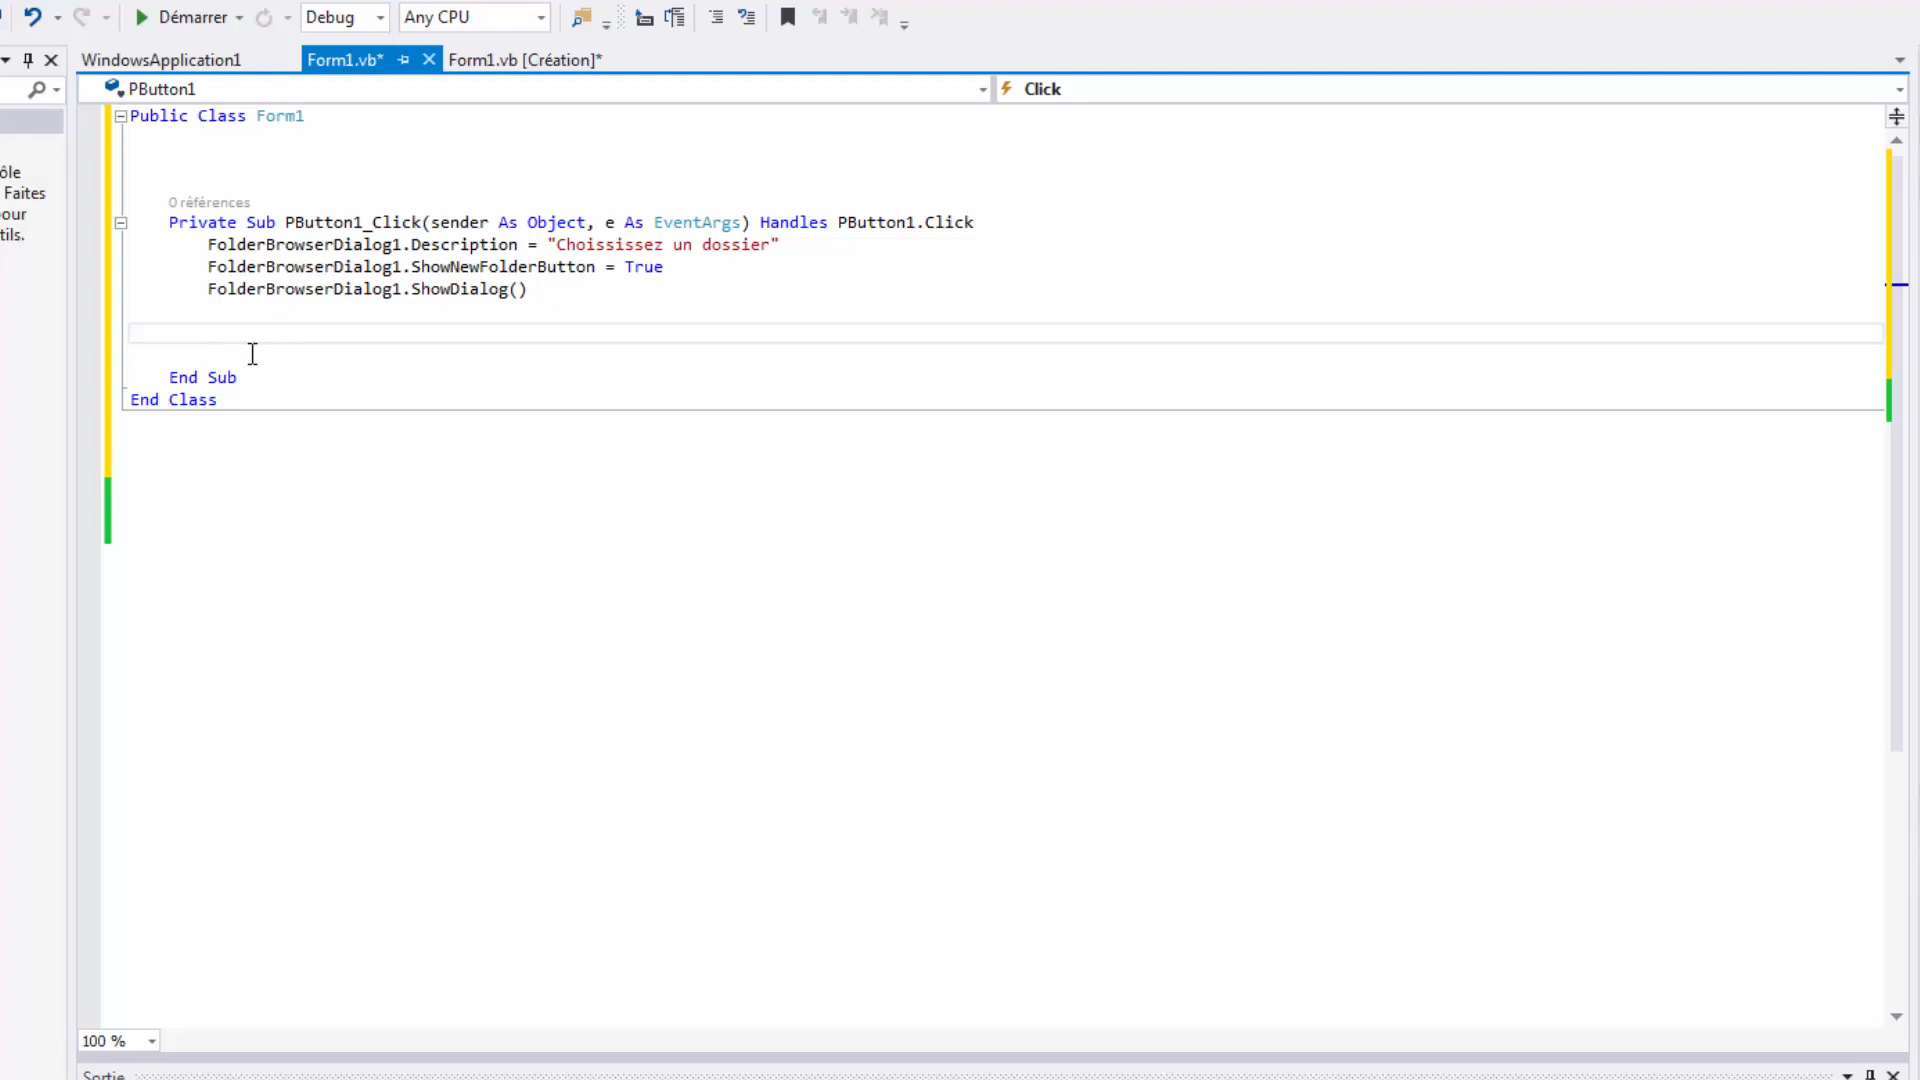 Démarrer Debug Any CPU
WindowsApplication1 Form1.vb* Form1.vb [Création]*
PButton1 Click
Public Class Form1
ôle
Faites
our
tils.
0 références
Private Sub PButton1_Click(sender As Object, e As EventArgs) Handles PButton1.Click
FolderBrowserDialog1.Description = "Choississez un dossier"
FolderBrowserDialog1.ShowNewFolderButton = True
FolderBrowserDialog1.ShowDialog()
End Sub
End Class
100 %
Sortie